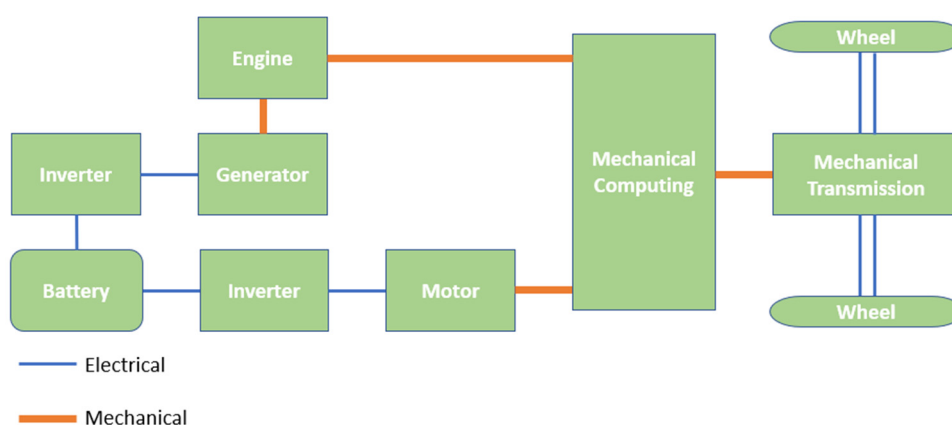 Engine
Wheel
Mechanical
Computing
Inverter
Generator
Mechanical
Transmission
Battery
Inverter
Motor
Wheel
Electrical
Mechanical